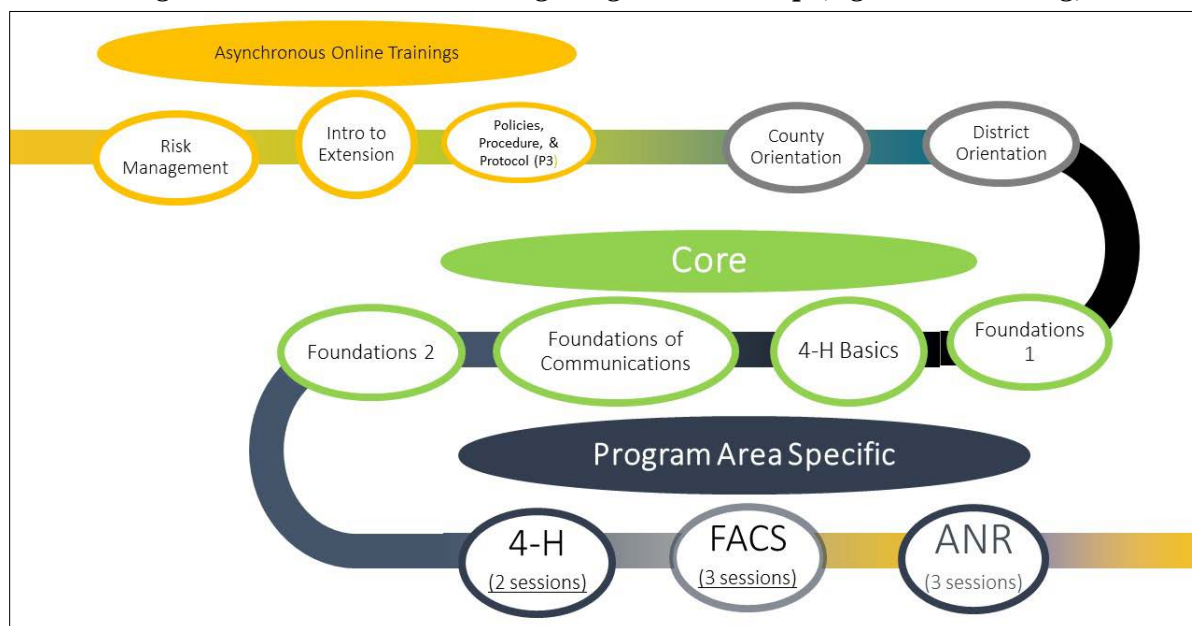 Asynchronous Online Trainings
Risk
Management
Intro to
Extension
Policies,
Procedure, &
Protocol (P3)
County
Orientation
District
Orientation
Core
Foundations 2
Foundations of
Communications
4-H Basics
Foundations
1
Program Area Specific
4-H
(2 sessions)
FACS
(3 sessions)
ANR
(3 sessions)